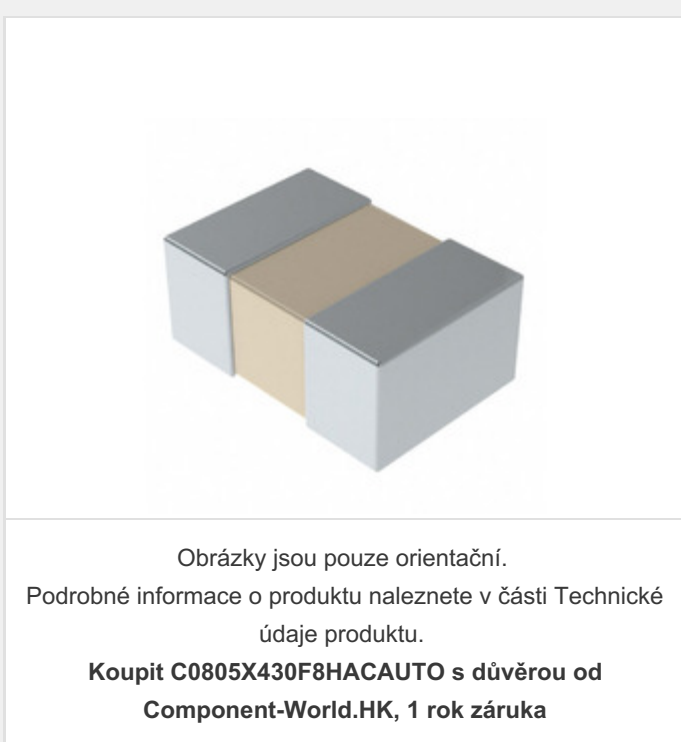 Obrázky jsou pouze orientační.
Podrobné informace o produktu naleznete v části Technické
údaje produktu.
Koupit C0805X430F8HACAUTO s důvěrou od
Component-World.HK, 1 rok záruka